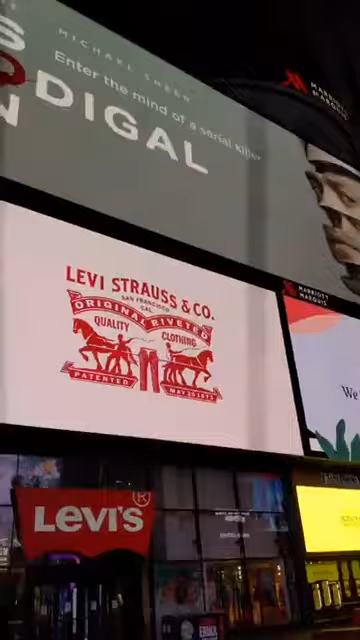 S
MICHAEL SHEEN
Enter the mind of a serial killer
DIGAL
N
MARRIOTT
MARQUIS
LEVI STRAUSS & CO.
SAN FRANCISCO
CAL.
ORIGINAL RIVETED
QUALITY CLOTHING
PATENTED MAY 20 1873
MARRIOTT
MARQUIS
We
LEVI'S®